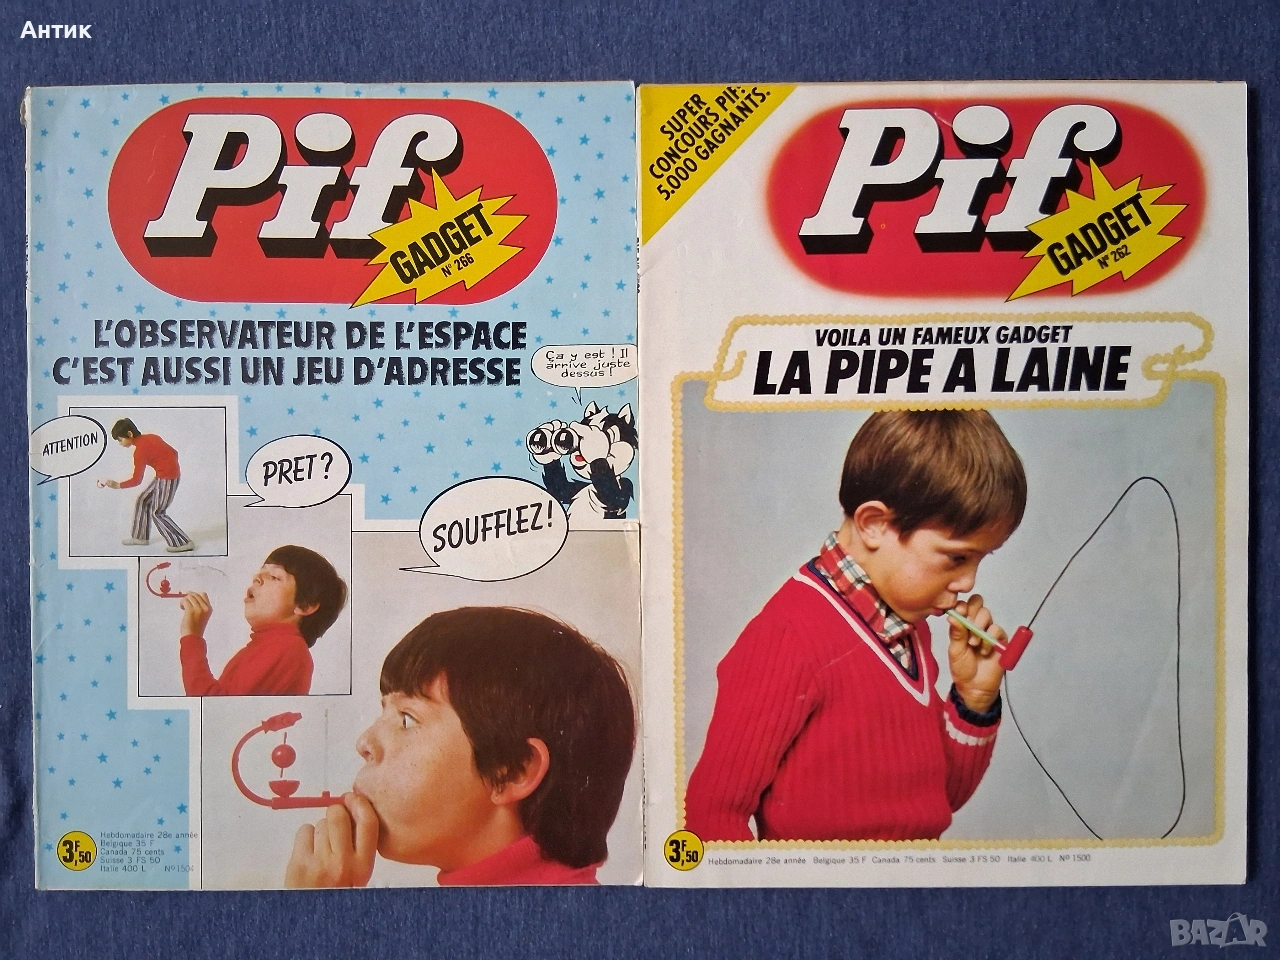 Антик
Pif
GADGET
N° 266
L'OBSERVATEUR DE L'ESPACE
C'EST AUSSI UN JEU D'ADRESSE
Ça y est ! Il
arrive juste
dessus !
ATTENTION
PRET ?
SOUFFLEZ !
3F,50
Hebdomadaire 28e année
Belgique 35 F
Canada 75 cents
Suisse 3 FS 50
Italie 400 L N° 1504
SUPER
CONCOURS PIF:
5.000 GAGNANTS.
Pif
GADGET
N° 262
VOILA UN FAMEUX GADGET
LA PIPE A LAINE
3F,50
Hebdomadaire 28e année Belgique 35 F Canada 75 cents Suisse 3 FS 50 Italie 400 L N° 1500
BAZAR